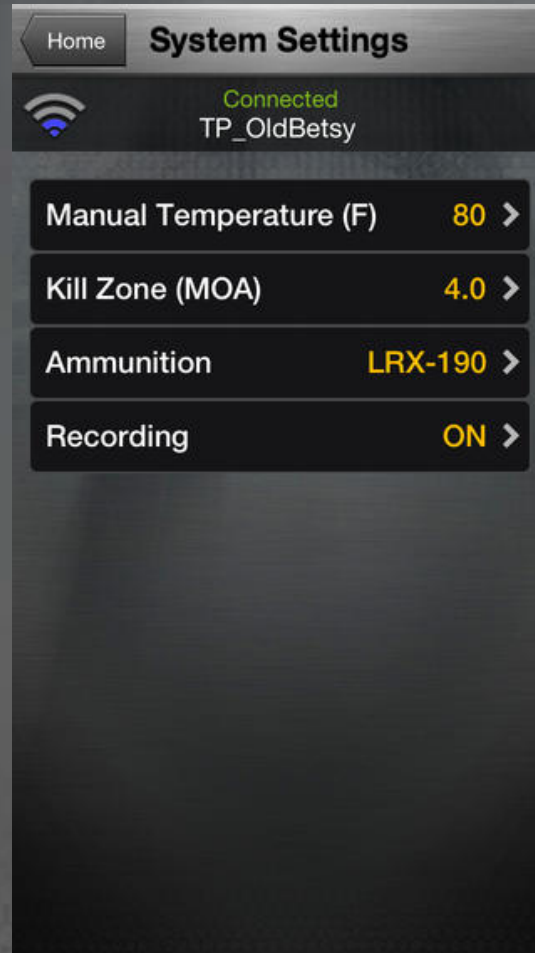 Home System Settings
Connected
TP_OldBetsy
Manual Temperature (F) 80
Kill Zone (MOA) 4.0
Ammunition LRX-190
Recording ON